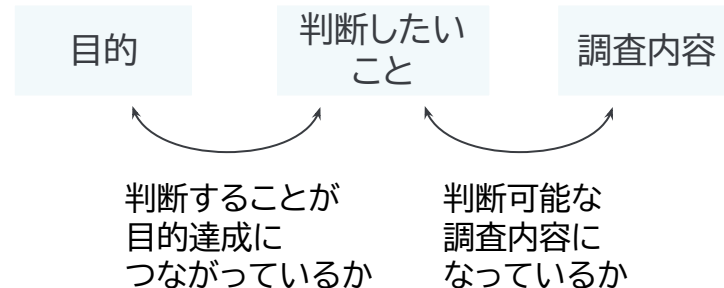 目的
判断したい
こと
調査内容
判断することが
目的達成に
つながっているか
判断可能な
調査内容に
なっているか